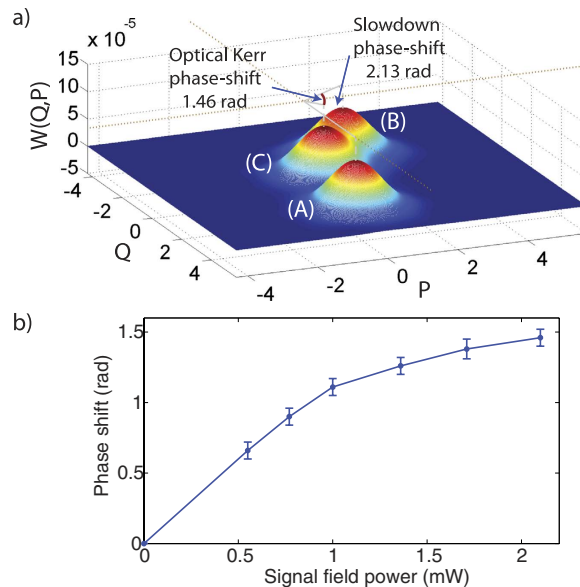 a)
x 10⁻⁵
Optical Kerr
phase-shift
1.46 rad
Slowdown
phase-shift
2.13 rad
W(Q,P)
15
10
5
0
-5
(B)
(C)
(A)
-4
-2
0
2
4
Q
-4
-2
0
2
4
P
b)
Phase shift (rad)
1.5
1
0.5
0
0
0.5
1
1.5
2
Signal field power (mW)